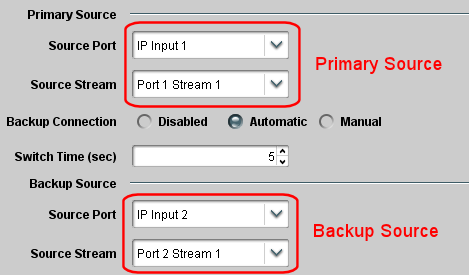 Primary Source
Source Port IP Input 1
Primary Source
Source Stream Port 1 Stream 1
Backup Connection Disabled Automatic Manual
Switch Time (sec) 5
Backup Source
Source Port IP Input 2
Backup Source
Source Stream Port 2 Stream 1